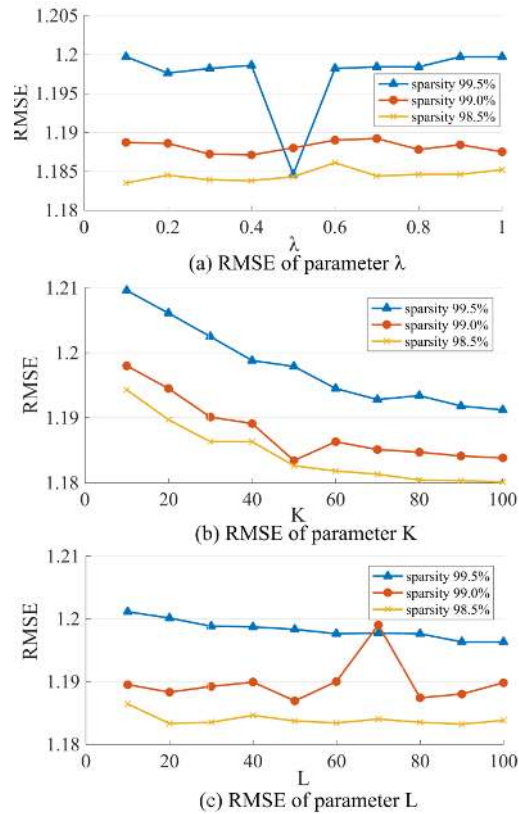 1.2
1.195
1.19
1.185
1.18
RMSE
sparsity 99.5%
sparsity 99.0%
sparsity 98.5%
0 0.2 0.4 0.6 0.8 1
λ
(a) RMSE of parameter λ
1.21
1.2
1.19
1.18
RMSE
sparsity 99.5%
sparsity 99.0%
sparsity 98.5%
0 20 40 60 80 100
K
(b) RMSE of parameter K
1.21
1.2
1.19
1.18
RMSE
sparsity 99.5%
sparsity 99.0%
sparsity 98.5%
0 20 40 60 80 100
L
(c) RMSE of parameter L